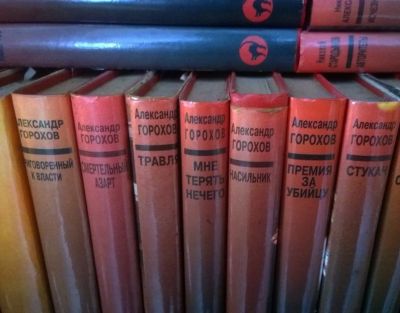 Александр
ГОРОХОВ
ПРИГОВОРЕННЫЙ
К ВЛАСТИ
Александр
ГОРОХОВ
СМЕРТЕЛЬНЫЙ
АЗАРТ
Александр
ГОРОХОВ
ТРАВЛЯ
Александр
ГОРОХОВ
МНЕ
ТЕРЯТЬ
НЕЧЕГО
Александр
ГОРОХОВ
НАСИЛЬНИК
Александр
ГОРОХОВ
ПРЕМИЯ
ЗА
УБИЙЦУ
Александр
ГОРОХОВ
СТУКАЧ